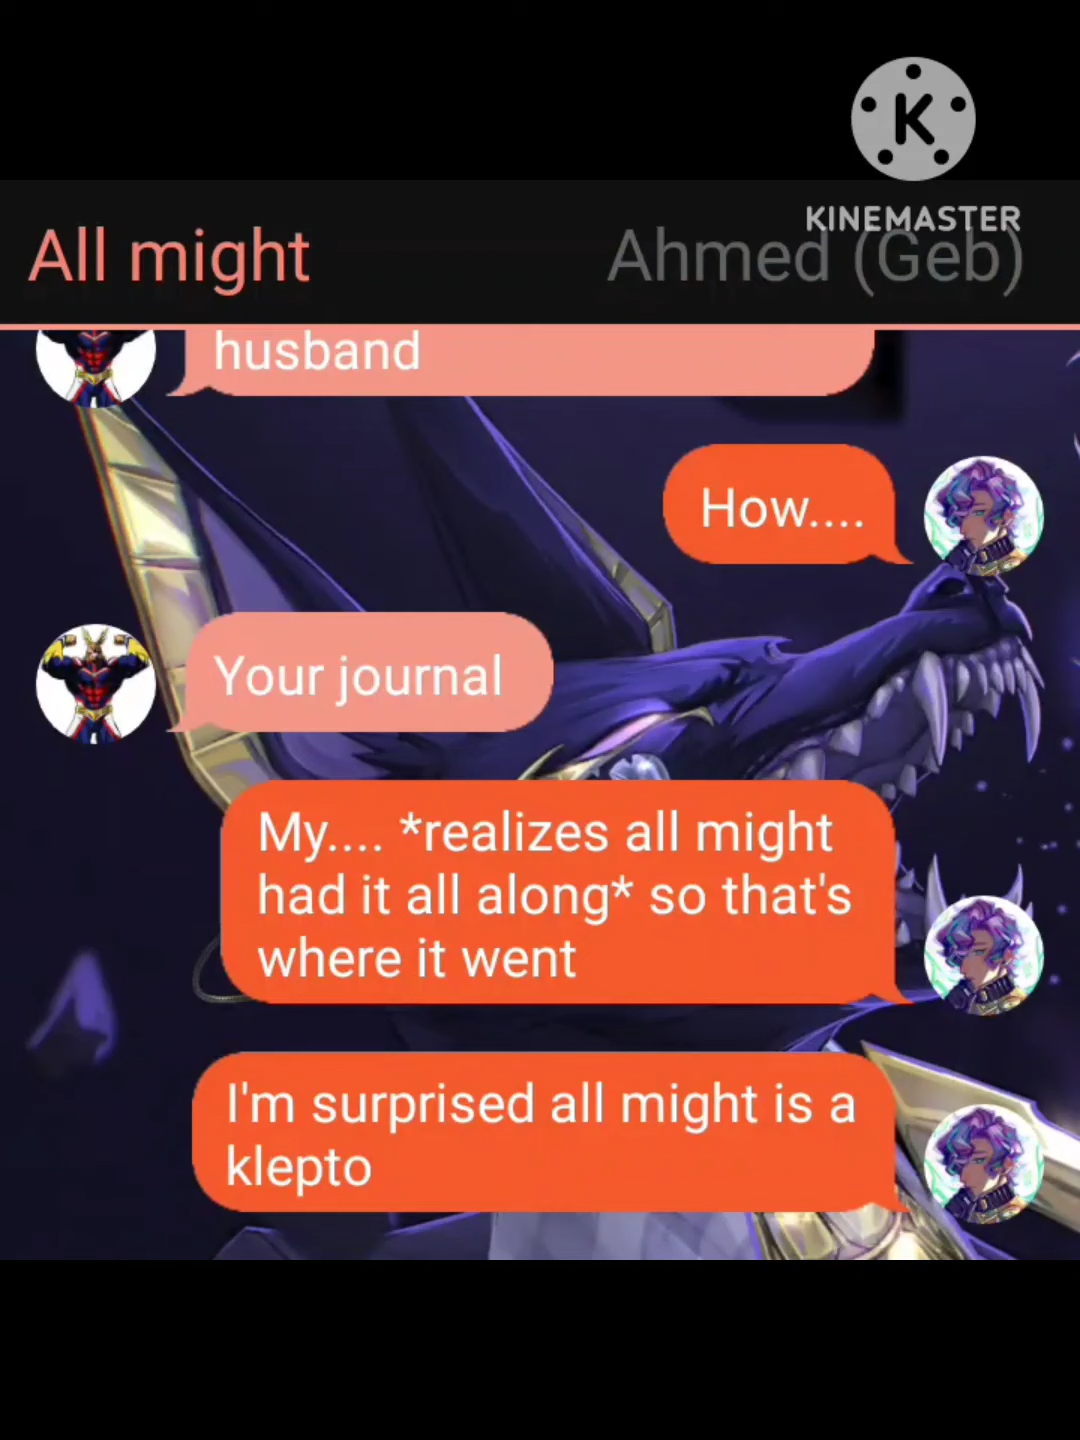 K
KINEMASTER
All might
Ahmed (Geb)
husband
How....
Your journal
My.... *realizes all might
had it all along* so that's
where it went
I'm surprised all might is a
klepto